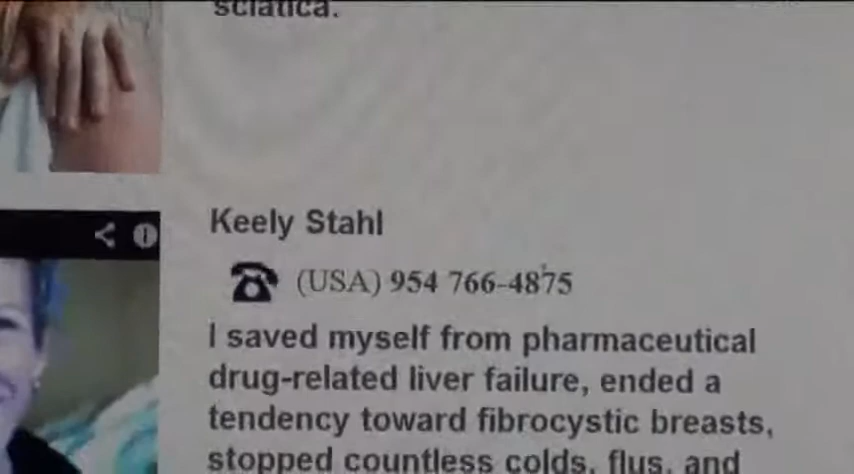 sciatica.
Keely Stahl
(USA) 954 766-4875
I saved myself from pharmaceutical
drug-related liver failure, ended a
tendency toward fibrocystic breasts,
stopped countless colds, flus, and